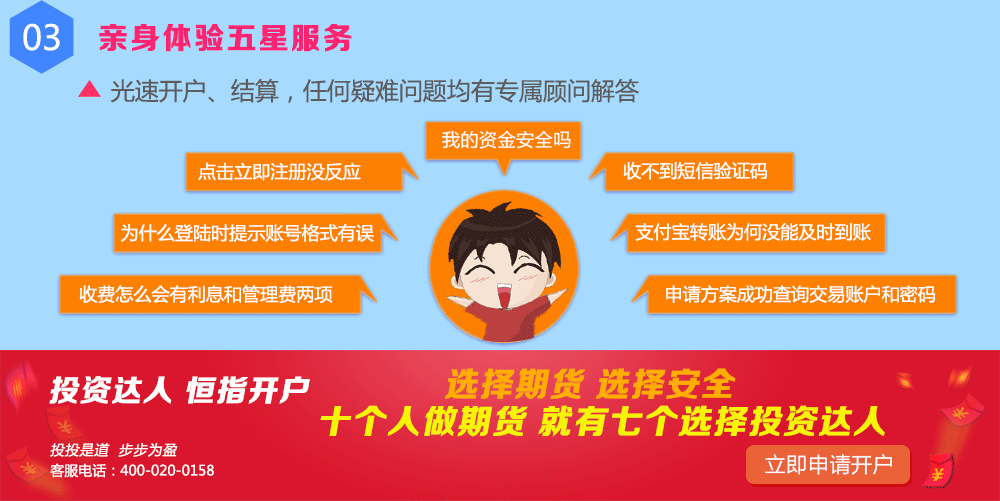 03
亲身体验五星服务
光速开户、结算，任何疑难问题均有专属顾问解答
我的资金安全吗
点击立即注册没反应
收不到短信验证码
为什么登陆时提示账号格式有误
支付宝转账为何没能及时到账
收费怎么会有利息和管理费两项
申请方案成功查询交易账户和密码
投资达人 恒指开户
选择期货 选择安全
十个人做期货 就有七个选择投资达人
投投是道 步步为盈
客服电话：400-020-0158
立即申请开户
¥
¥
¥
¥